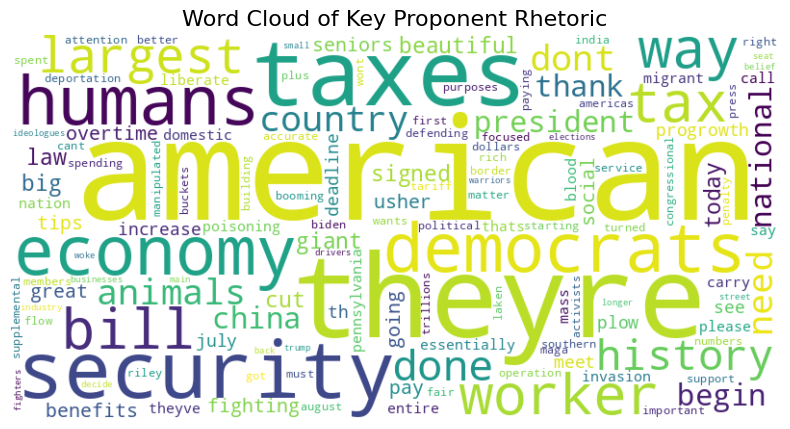 Word Cloud of Key Proponent Rhetoric
spent attention better small seniors beautiful india right
largest taxes dont way seat belief
deportation liberate plus wont purposes paying thank migrant call
humans tax americas press
ideologues overtime domestic country accurate first defending focused president elections progrowth
cant law manipulated buckets building signed deadline dollars rich border blood social service congressional penalty today national
spending american
big booming tariff warriors matter
nation usher wants
tips increase poisoning biden political thats starting turned say
economy giant democrats need
woke
members businesses main drivers th pennsylvania trillions going theyre laken mass activists longer street carry please
supplemental industry great animals cut
flow bill china see numbers
july essentially southern plow
riley back trump done maga meet invasion support history
security got must operation
decide pay fair worker begin
fighters benefits theyve fighting august entire important